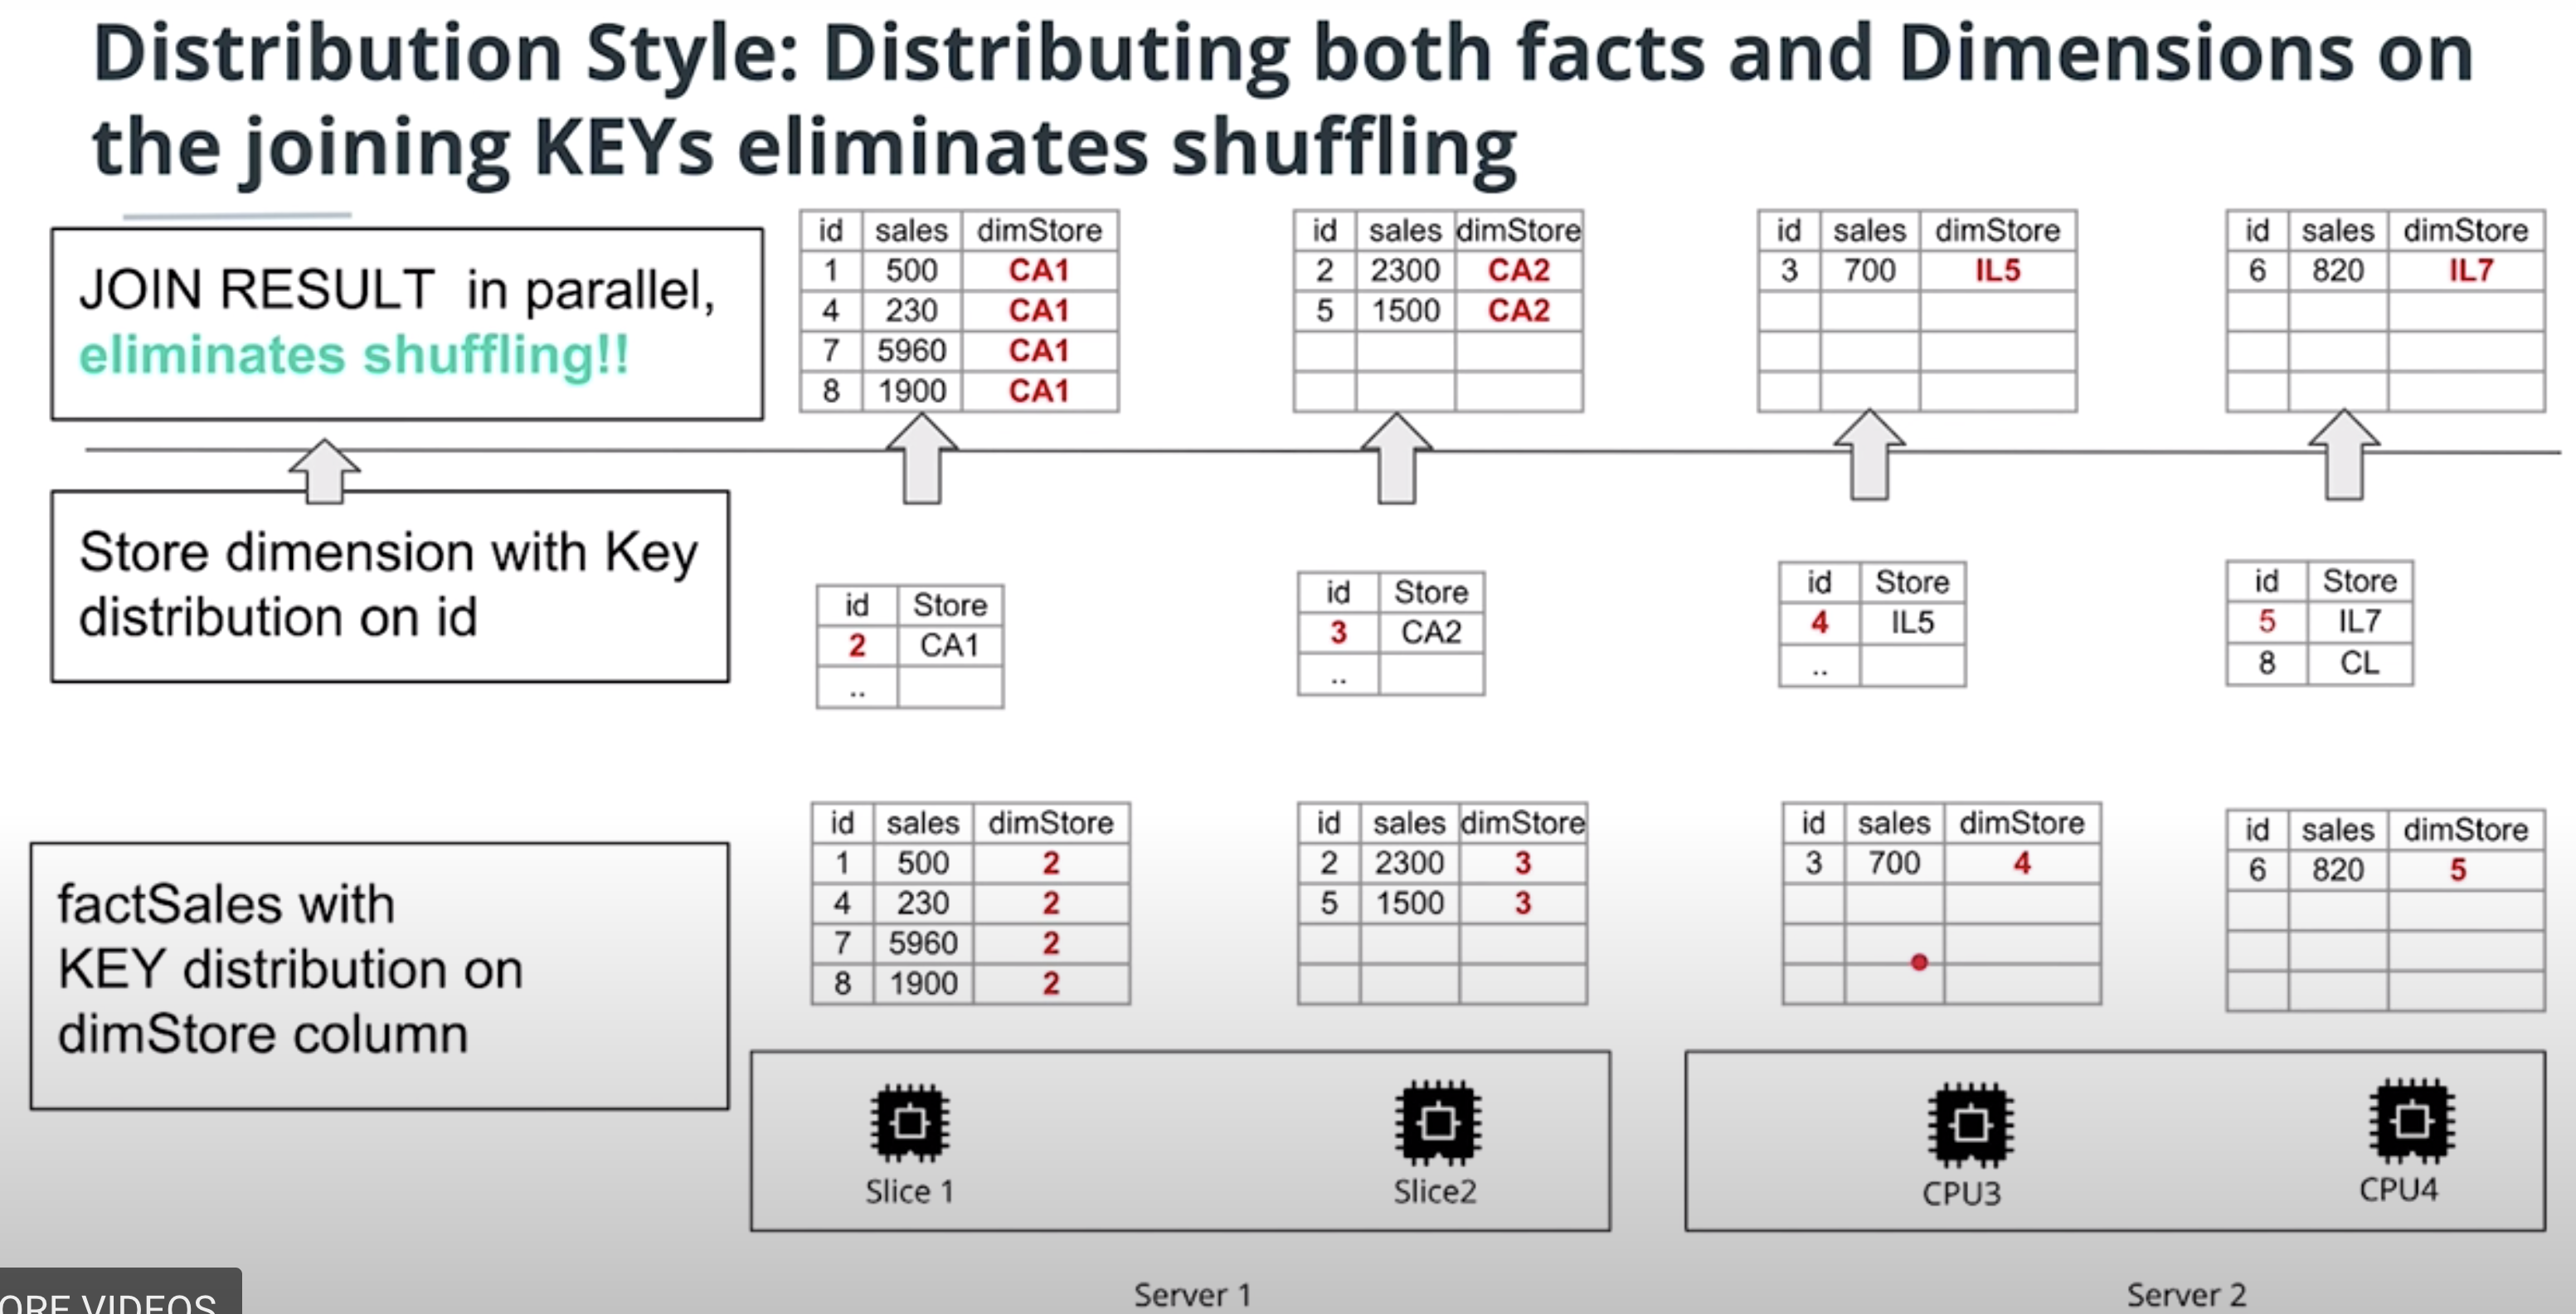 Distribution Style: Distributing both facts and Dimensions on
the joining KEYs eliminates shuffling
JOIN RESULT in parallel,
eliminates shuffling!!
id sales dimStore
1 500 CA1
4 230 CA1
7 5960 CA1
8 1900 CA1
id sales dimStore
2 2300 CA2
5 1500 CA2
id sales dimStore
3 700 IL5
id sales dimStore
6 820 IL7
Store dimension with Key
distribution on id
id Store
2 CA1
..
id Store
3 CA2
..
id Store
4 IL5
..
id Store
5 IL7
8 CL
factSales with
KEY distribution on
dimStore column
id sales dimStore
1 500 2
4 230 2
7 5960 2
8 1900 2
id sales dimStore
2 2300 3
5 1500 3
id sales dimStore
3 700 4
id sales dimStore
6 820 5
Slice 1
Slice2
CPU3
CPU4
Server 1
Server 2
ORE VIDEOS